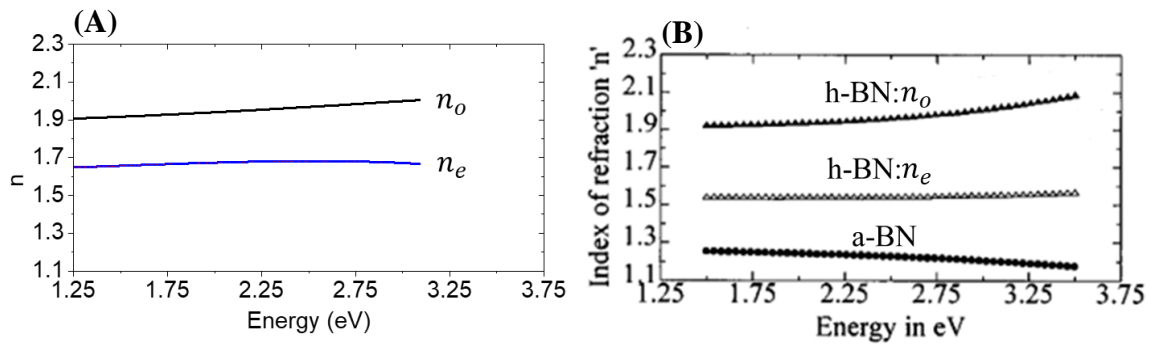 (A)
2.3
2.1
1.9
1.7
1.5
1.3
1.1
n
n_o
n_e
1.25 1.75 2.25 2.75 3.25 3.75
Energy (eV)
(B)
2.3
2.1
1.9
1.7
1.5
1.3
1.1
Index of refraction 'n'
h-BN:n_o
h-BN:n_e
a-BN
1.25 1.75 2.25 2.75 3.25 3.75
Energy in eV